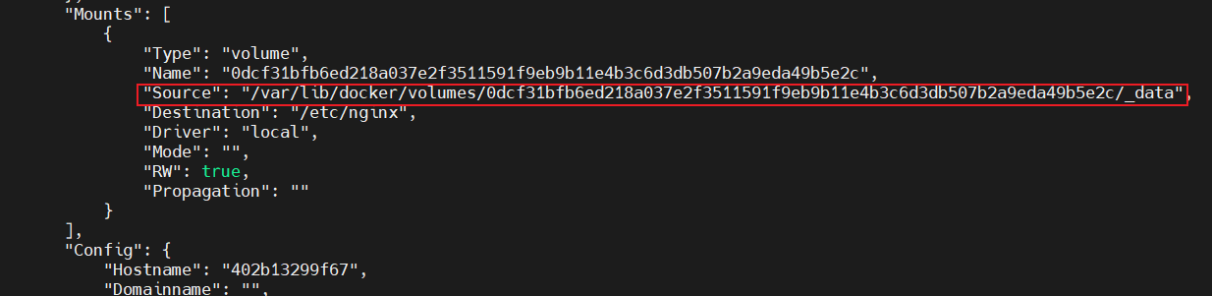 },
"Mounts": [
{
"Type": "volume",
"Name": "0dcf31bfb6ed218a037e2f3511591f9eb9b11e4b3c6d3db507b2a9eda49b5e2c",
"Source": "/var/lib/docker/volumes/0dcf31bfb6ed218a037e2f3511591f9eb9b11e4b3c6d3db507b2a9eda49b5e2c/_data",
"Destination": "/etc/nginx",
"Driver": "local",
"Mode": "",
"RW": true,
"Propagation": ""
}
],
"Config": {
"Hostname": "402b13299f67",
"Domainname": "",